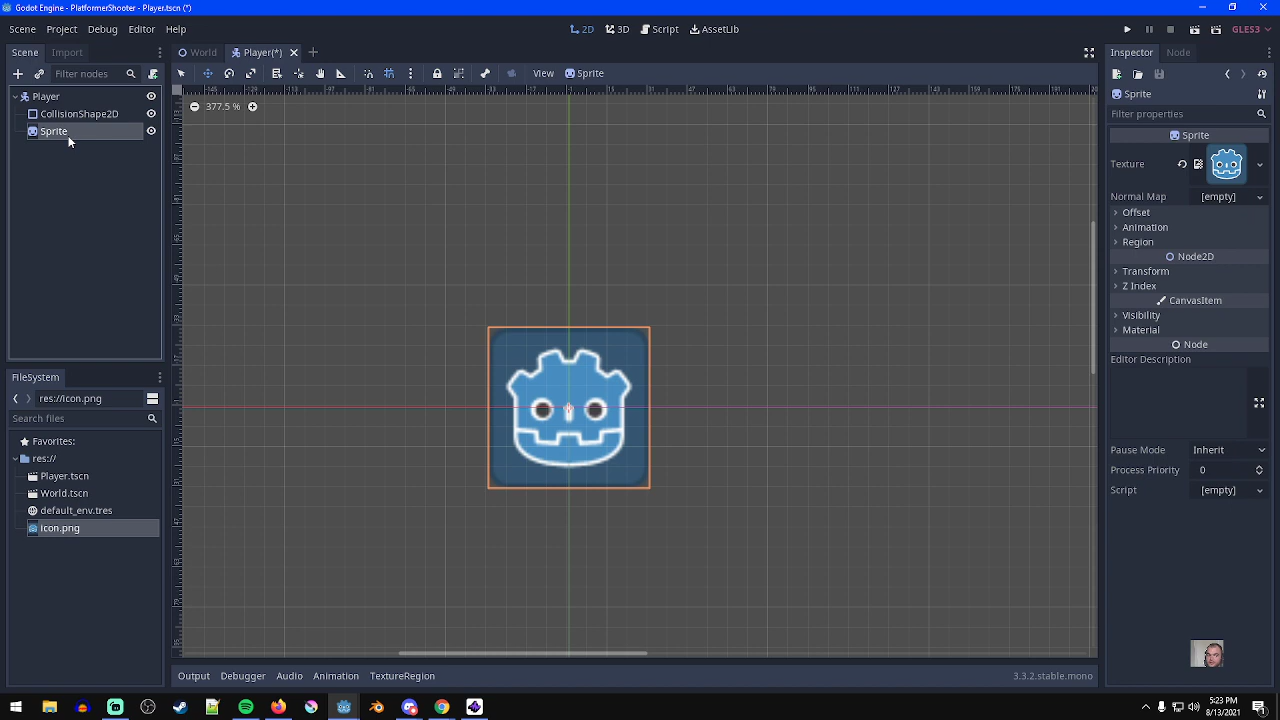 Godot Engine - PlatformerShooter - Player.tscn (*)
Scene Project Debug Editor Help
2D 3D Script AssetLib
GLES3
Scene Import
World Player(*)
Inspector Node
Filter nodes
View Sprite
377.5 %
Player
CollisionShape2D
Sprite
Sprite
Filter properties
Sprite
Texture
Normal Map [empty]
Offset
Animation
Region
Node2D
Transform
Z Index
CanvasItem
Visibility
Material
Node
Editor Description
Pause Mode Inherit
Process Priority 0
Script [empty]
FileSystem
res://icon.png
Search files
Favorites:
res://
Player.tscn
World.tscn
default_env.tres
icon.png
Output Debugger Audio Animation TextureRegion
3.3.2.stable.mono
5:23 PM
8/13/2021